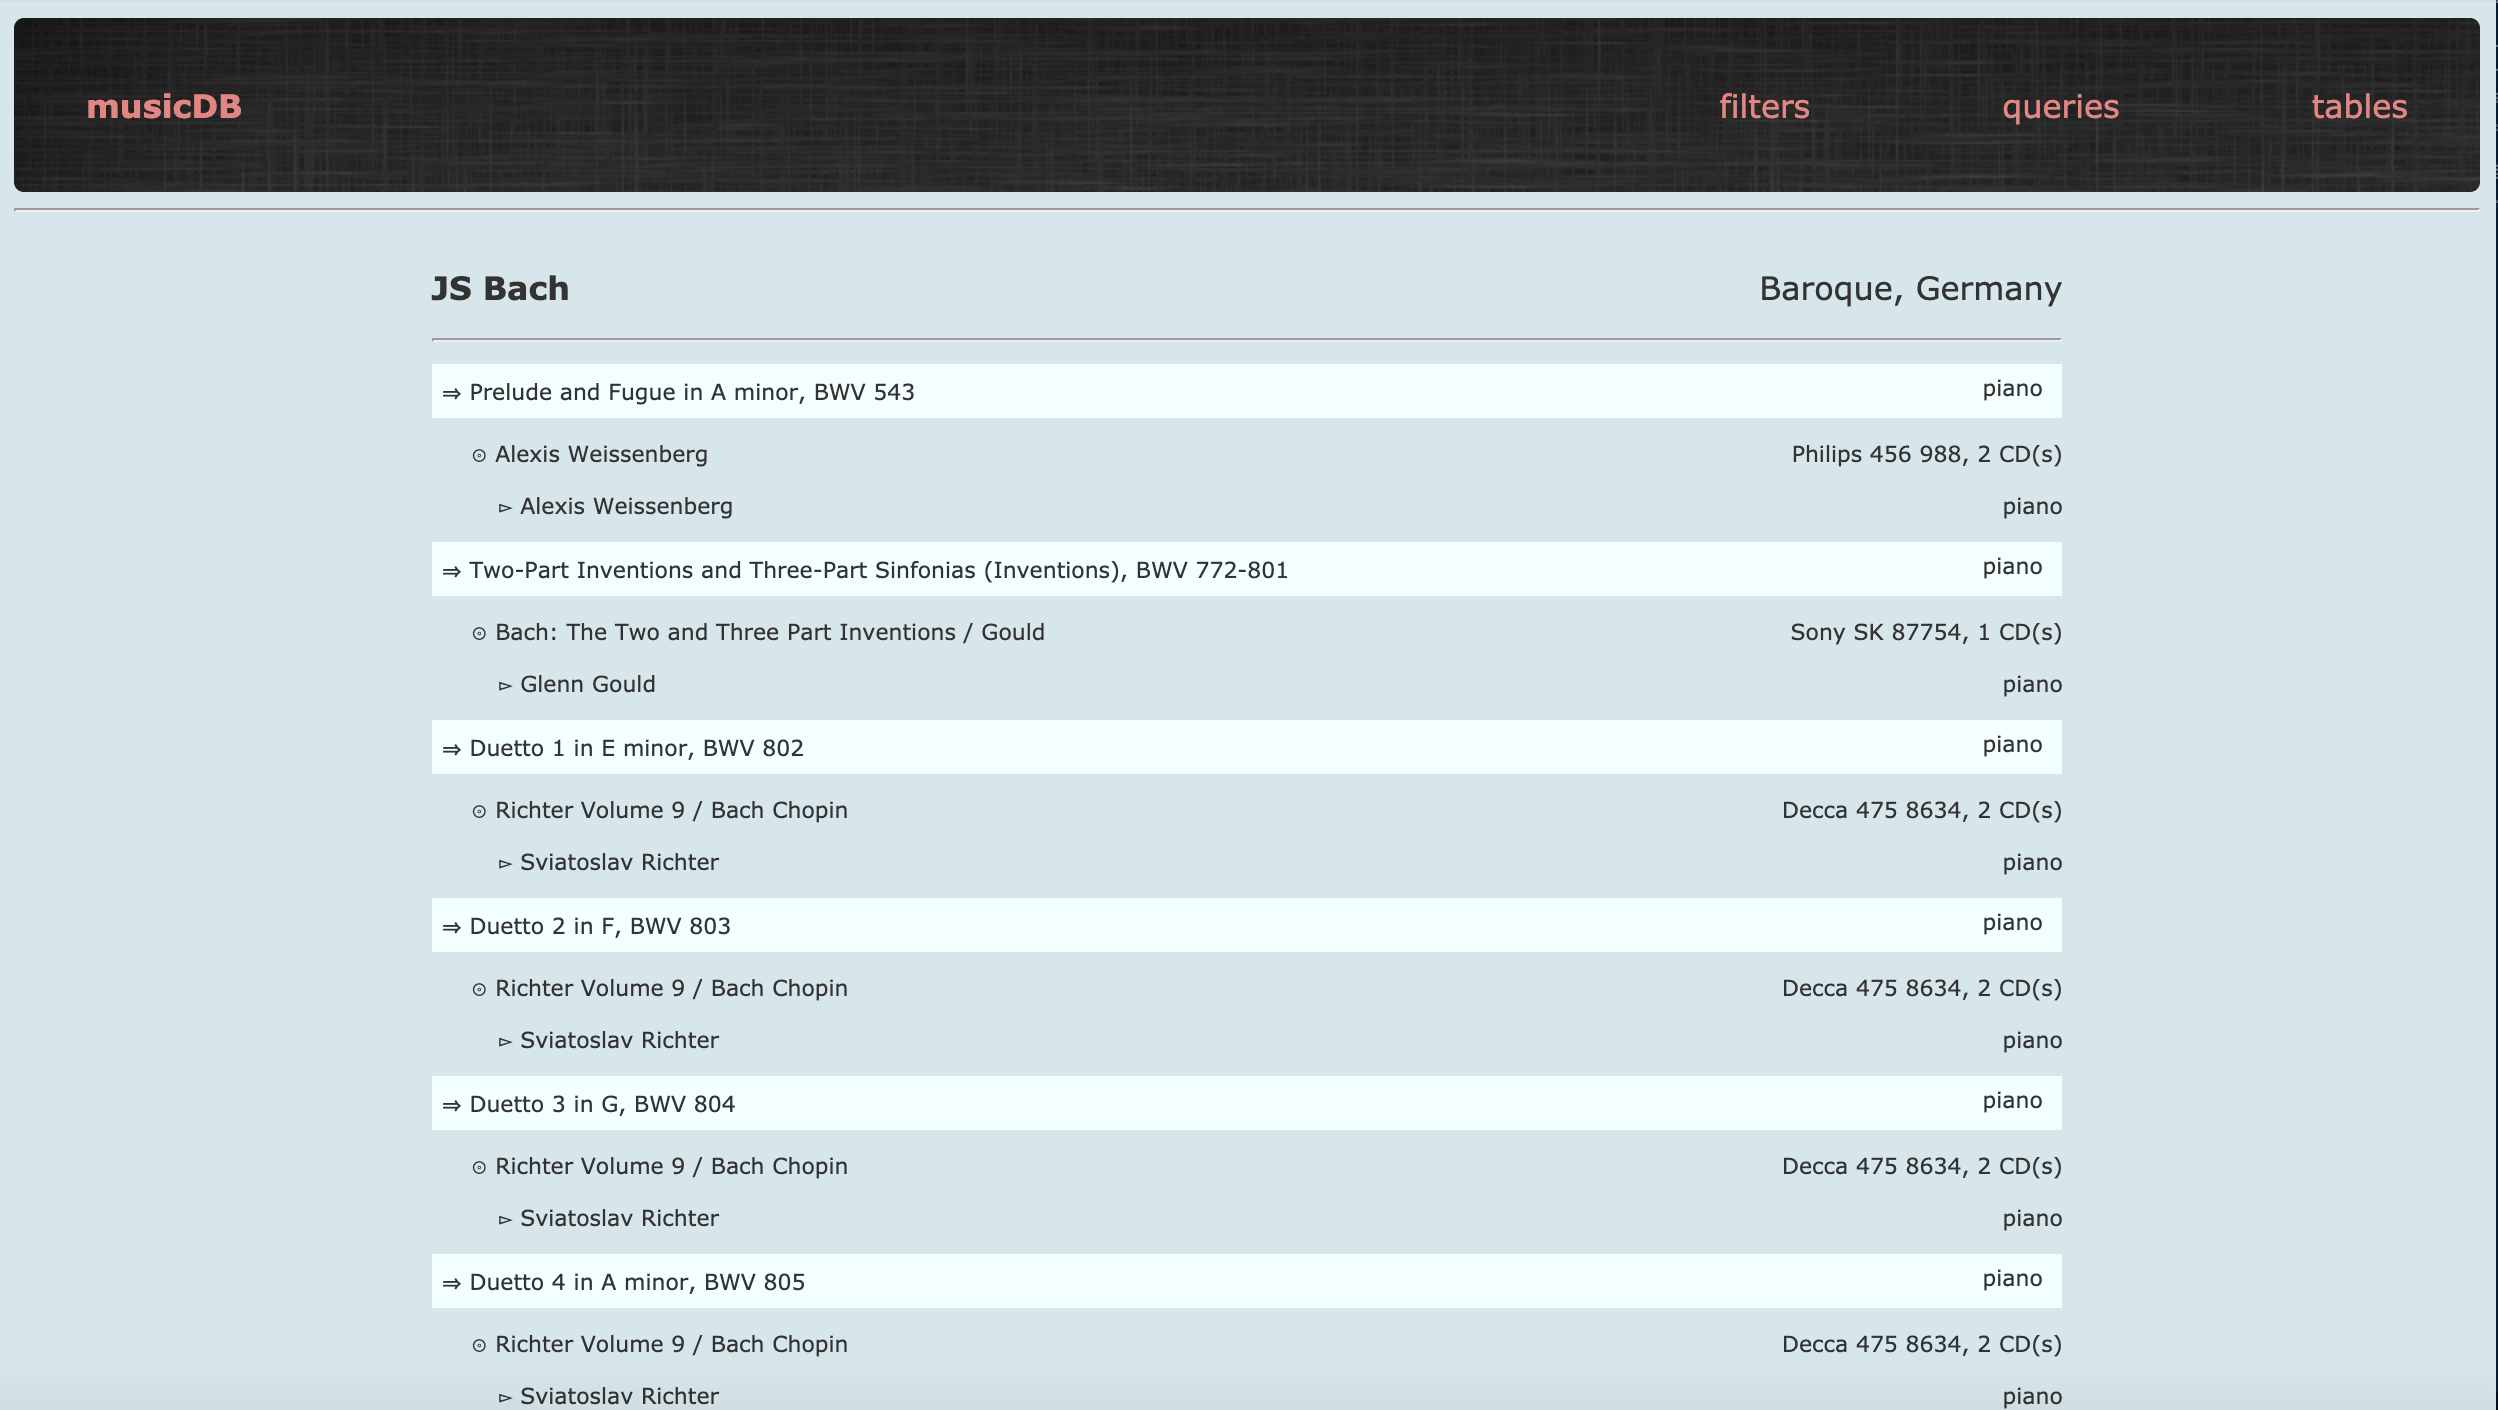 musicDB filters queries tables
JS Bach Baroque, Germany
⇒ Prelude and Fugue in A minor, BWV 543 piano
⊙ Alexis Weissenberg Philips 456 988, 2 CD(s)
▻ Alexis Weissenberg piano
⇒ Two-Part Inventions and Three-Part Sinfonias (Inventions), BWV 772-801 piano
⊙ Bach: The Two and Three Part Inventions / Gould Sony SK 87754, 1 CD(s)
▻ Glenn Gould piano
⇒ Duetto 1 in E minor, BWV 802 piano
⊙ Richter Volume 9 / Bach Chopin Decca 475 8634, 2 CD(s)
▻ Sviatoslav Richter piano
⇒ Duetto 2 in F, BWV 803 piano
⊙ Richter Volume 9 / Bach Chopin Decca 475 8634, 2 CD(s)
▻ Sviatoslav Richter piano
⇒ Duetto 3 in G, BWV 804 piano
⊙ Richter Volume 9 / Bach Chopin Decca 475 8634, 2 CD(s)
▻ Sviatoslav Richter piano
⇒ Duetto 4 in A minor, BWV 805 piano
⊙ Richter Volume 9 / Bach Chopin Decca 475 8634, 2 CD(s)
▻ Sviatoslav Richter piano